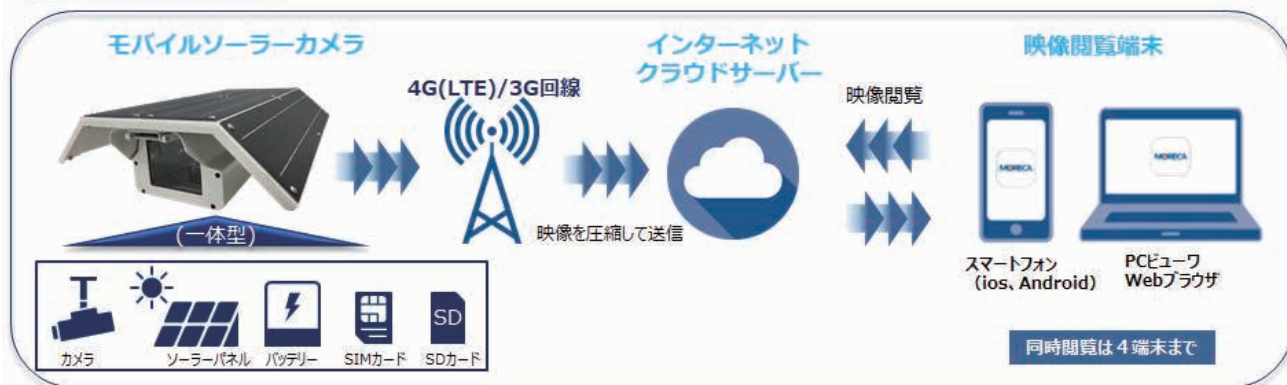 モバイルソーラーカメラ
4G(LTE)/3G回線
インターネット
クラウドサーバー
映像閲覧端末
映像閲覧
MORECA
MORECA
(一体型)
映像を圧縮して送信
スマートフォン
(ios、Android)
PCビューワ
Webブラウザ
SD
カメラ
ソーラーパネル
バッテリー
SIMカード
SDカード
同時閲覧は4端末まで